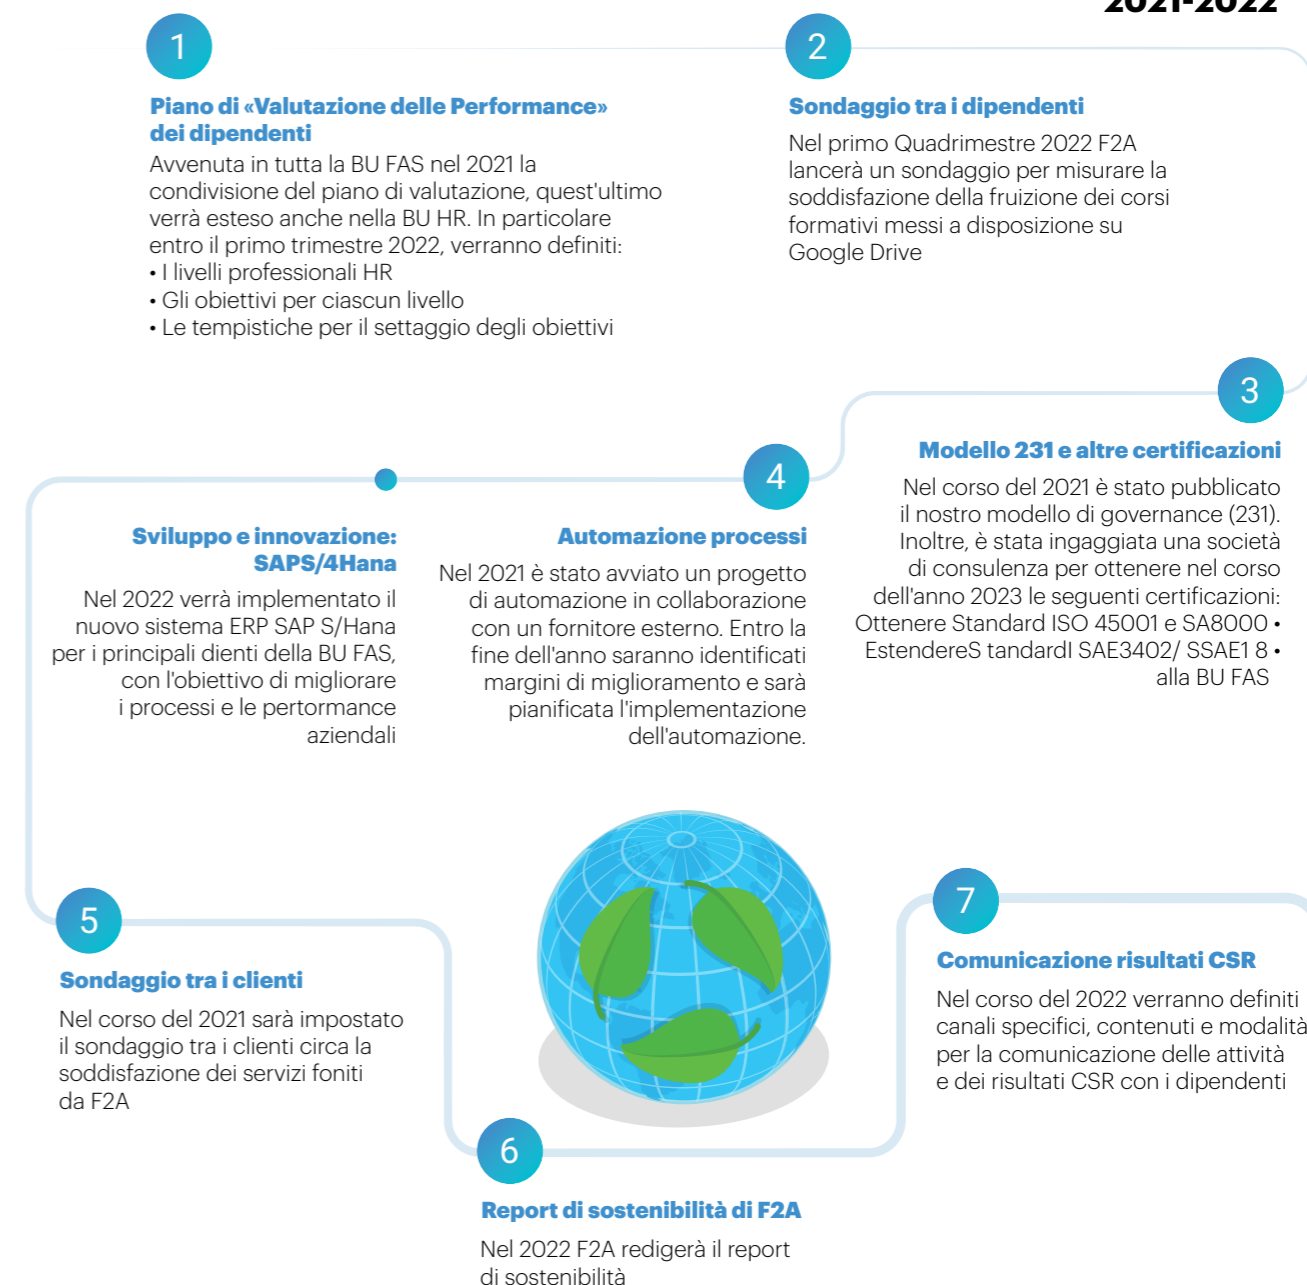 2021-2022
1
Piano di «Valutazione delle Performance»
dei dipendenti
Avvenuta in tutta la BU FAS nel 2021 la
condivisione del piano di valutazione, quest'ultimo
verrà esteso anche nella BU HR. In particolare
entro il primo trimestre 2022, verranno definiti:
• I livelli professionali HR
• Gli obiettivi per ciascun livello
• Le tempistiche per il settaggio degli obiettivi
2
Sondaggio tra i dipendenti
Nel primo Quadrimestre 2022 F2A
lancerà un sondaggio per misurare la
soddisfazione della fruizione dei corsi
formativi messi a disposizione su
Google Drive
3
Modello 231 e altre certificazioni
Nel corso del 2021 è stato pubblicato
il nostro modello di governance (231).
Inoltre, è stata ingaggiata una società
di consulenza per ottenere nel corso
dell'anno 2023 le seguenti certificazioni:
Ottenere Standard ISO 45001 e SA8000 •
EstendereS tandardI SAE3402/ SSAE1 8 •
alla BU FAS
4
Automazione processi
Nel 2021 è stato avviato un progetto
di automazione in collaborazione
con un fornitore esterno. Entro la
fine dell'anno saranno identificati
margini di miglioramento e sarà
pianificata l'implementazione
dell'automazione.
Sviluppo e innovazione:
SAPS/4Hana
Nel 2022 verrà implementato il
nuovo sistema ERP SAP S/Hana
per i principali dienti della BU FAS,
con l'obiettivo di migliorare
i processi e le pertormance
aziendali
5
Sondaggio tra i clienti
Nel corso del 2021 sarà impostato
il sondaggio tra i clienti circa la
soddisfazione dei servizi foniti
da F2A
6
Report di sostenibilità di F2A
Nel 2022 F2A redigerà il report
di sostenibilità
7
Comunicazione risultati CSR
Nel corso del 2022 verranno definiti
canali specifici, contenuti e modalità
per la comunicazione delle attività
e dei risultati CSR con i dipendenti